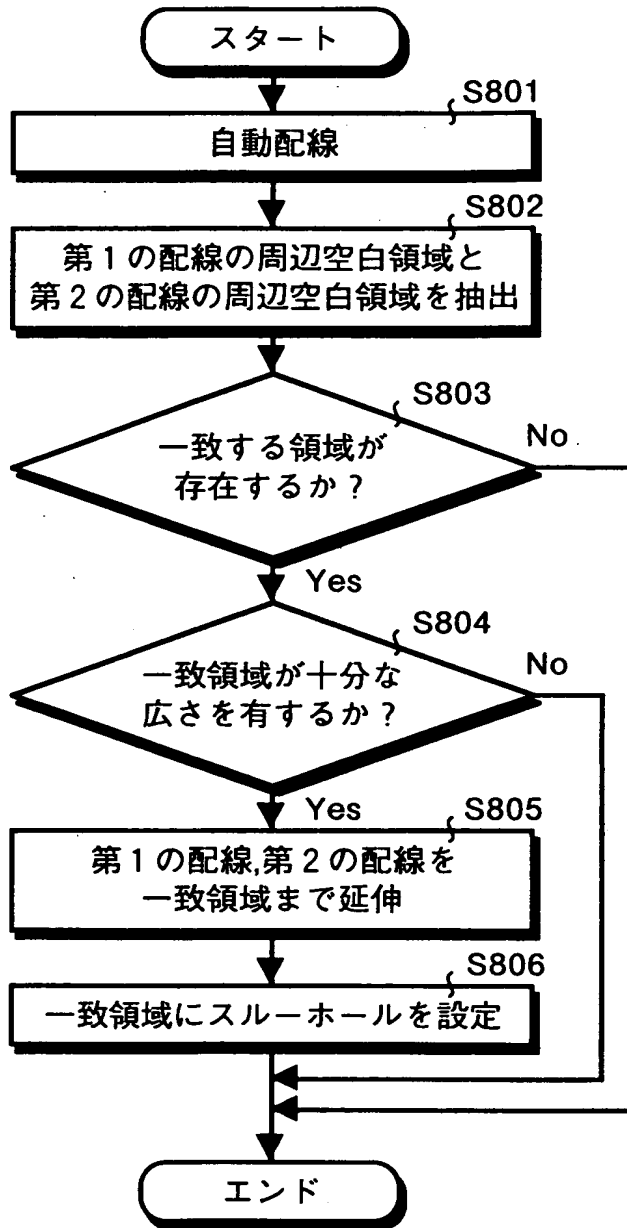 スタート
S801
自動配線
S802
第1の配線の周辺空白領域と
第2の配線の周辺空白領域を抽出
S803
一致する領域が
存在するか?
No
Yes
S804
一致領域が十分な
広さを有するか?
No
Yes
S805
第1の配線,第2の配線を
一致領域まで延伸
S806
一致領域にスルーホールを設定
エンド